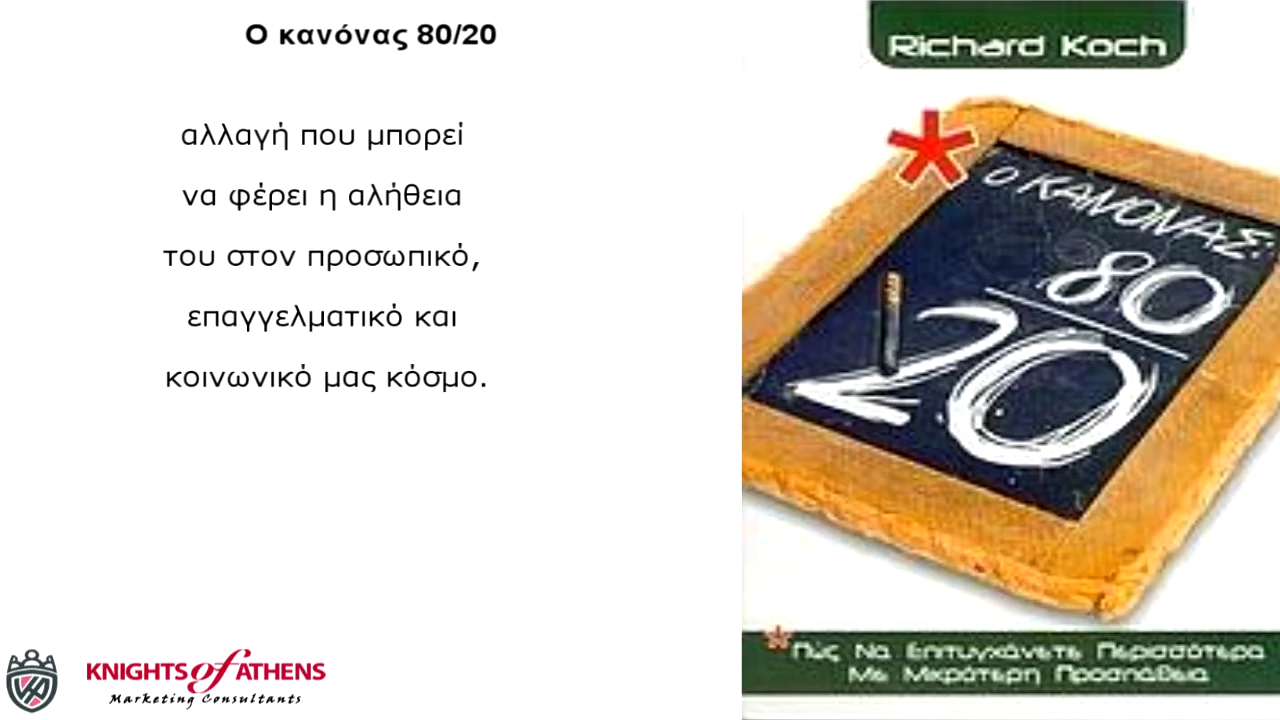 Ο κανόνας 80/20
αλλαγή που μπορεί
να φέρει η αλήθεια
του στον προσωπικό,
επαγγελματικό και
κοινωνικό μας κόσμο.
KNIGHTS of ATHENS
Marketing Consultants
Richard Koch
Ο ΚΑΝΟΝΑΣ:
80
20
* Πώς Να Επιτυγχάνετε Περισσότερα
Με Μικρότερη Προσπάθεια